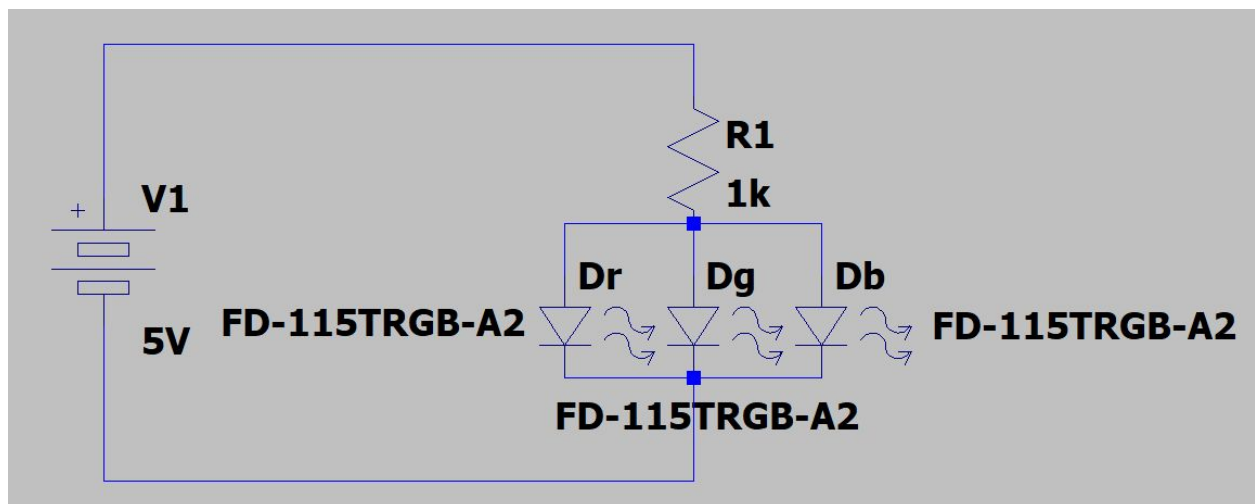 R1
1k
V1
+
5V
Dr
Dg
Db
FD-115TRGB-A2
FD-115TRGB-A2
FD-115TRGB-A2